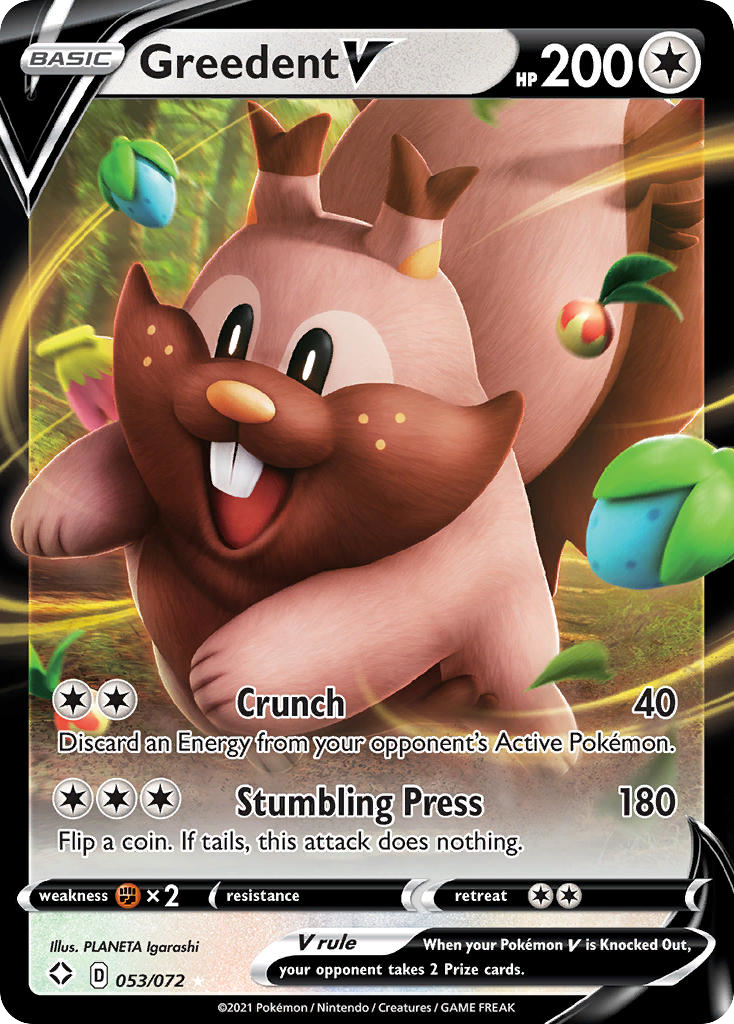 BASIC Greedent V HP 200
Crunch 40
Discard an Energy from your opponent's Active Pokémon.
Stumbling Press 180
Flip a coin. If tails, this attack does nothing.
weakness ×2 resistance retreat
Illus. PLANETA Igarashi
V rule When your Pokémon V is Knocked Out,
your opponent takes 2 Prize cards.
D 053/072
©2021 Pokémon / Nintendo / Creatures / GAME FREAK